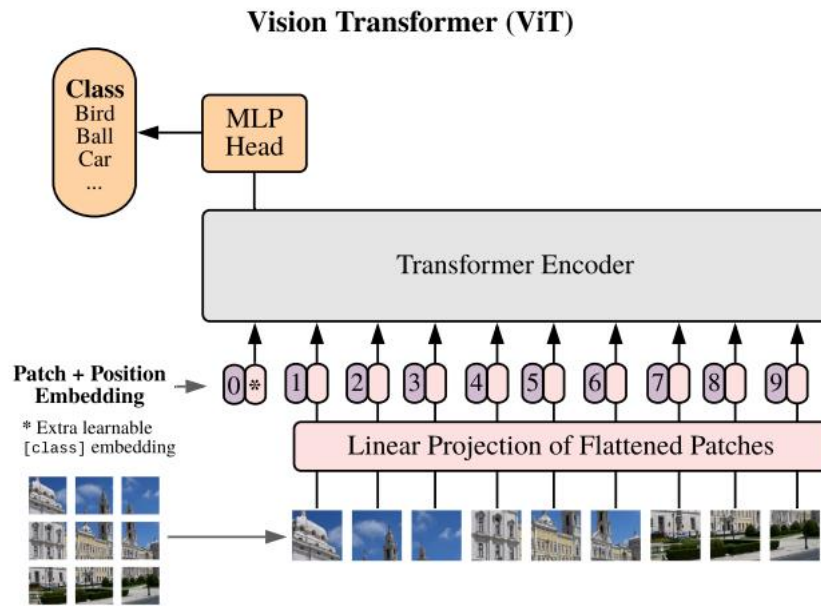 Vision Transformer (ViT)
Class
Bird
Ball
Car
...
MLP
Head
Transformer Encoder
Patch + Position
Embedding
0 * 1 2 3 4 5 6 7 8 9
* Extra learnable
[class] embedding
Linear Projection of Flattened Patches